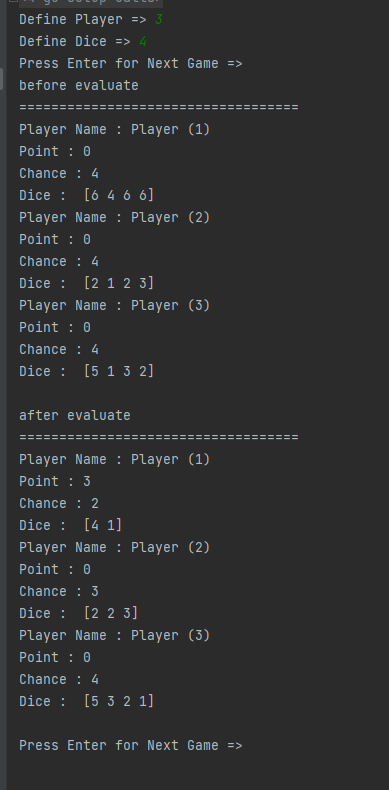 Define Player => 3
Define Dice => 4
Press Enter for Next Game =>
before evaluate
===================================
Player Name : Player (1)
Point : 0
Chance : 4
Dice :  [6 4 6 6]
Player Name : Player (2)
Point : 0
Chance : 4
Dice :  [2 1 2 3]
Player Name : Player (3)
Point : 0
Chance : 4
Dice :  [5 1 3 2]
after evaluate
===================================
Player Name : Player (1)
Point : 3
Chance : 2
Dice :  [4 1]
Player Name : Player (2)
Point : 0
Chance : 3
Dice :  [2 2 3]
Player Name : Player (3)
Point : 0
Chance : 4
Dice :  [5 3 2 1]
Press Enter for Next Game =>